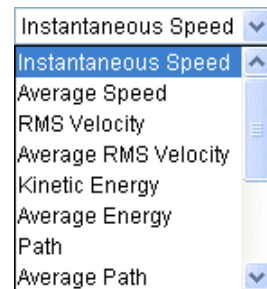 Instantaneous Speed
Instantaneous Speed
Average Speed
RMS Velocity
Average RMS Velocity
Kinetic Energy
Average Energy
Path
Average Path